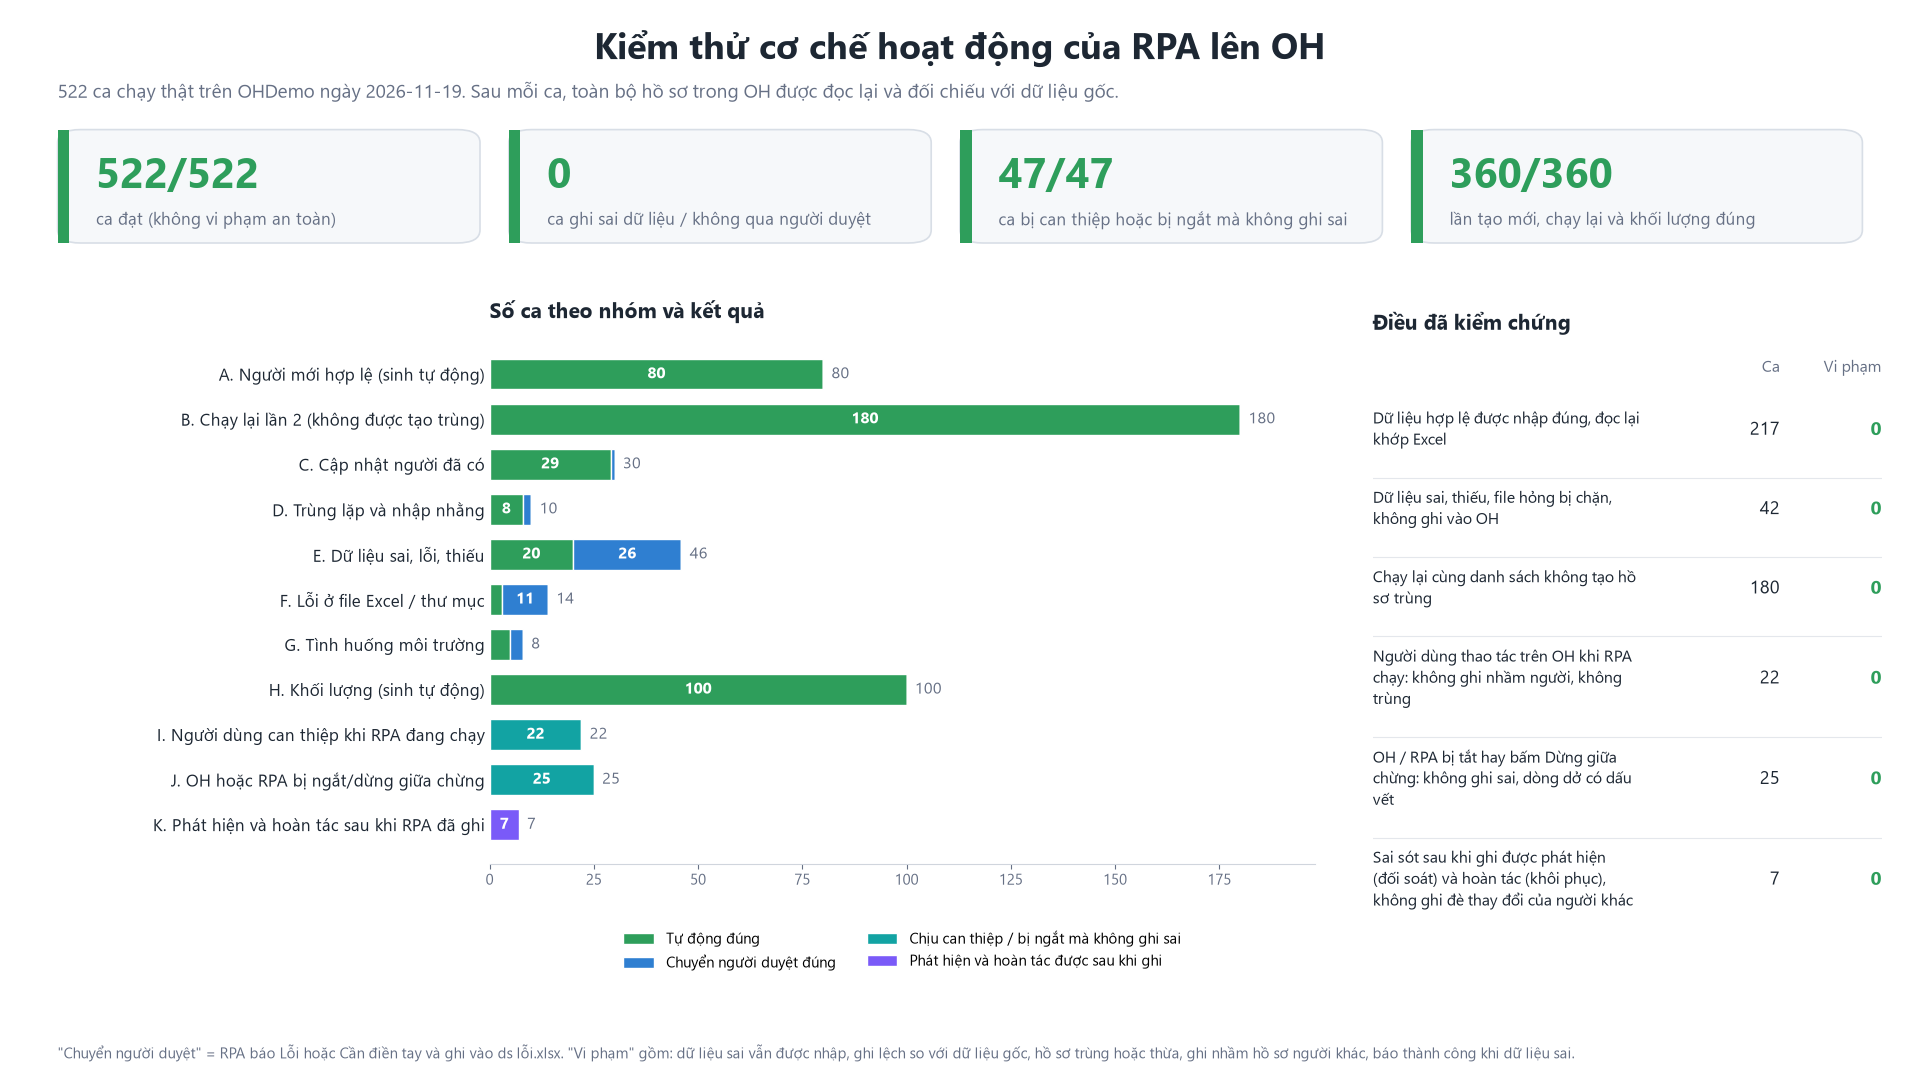 Kiểm thử cơ chế hoạt động của RPA lên OH
522 ca chạy thật trên OHDemo ngày 2026-11-19. Sau mỗi ca, toàn bộ hồ sơ trong OH được đọc lại và đối chiếu với dữ liệu gốc.
522/522
ca đạt (không vi phạm an toàn)
0
ca ghi sai dữ liệu / không qua người duyệt
47/47
ca bị can thiệp hoặc bị ngắt mà không ghi sai
360/360
lần tạo mới, chạy lại và khối lượng đúng
Số ca theo nhóm và kết quả
A. Người mới hợp lệ (sinh tự động) 80 80
B. Chạy lại lần 2 (không được tạo trùng) 180 180
C. Cập nhật người đã có 29 30
D. Trùng lặp và nhập nhằng 8 10
E. Dữ liệu sai, lỗi, thiếu 20 26 46
F. Lỗi ở file Excel / thư mục 11 14
G. Tình huống môi trường 8
H. Khối lượng (sinh tự động) 100 100
I. Người dùng can thiệp khi RPA đang chạy 22 22
J. OH hoặc RPA bị ngắt/dừng giữa chừng 25 25
K. Phát hiện và hoàn tác sau khi RPA đã ghi 7 7
0 25 50 75 100 125 150 175
Tự động đúng
Chuyển người duyệt đúng
Chịu can thiệp / bị ngắt mà không ghi sai
Phát hiện và hoàn tác được sau khi ghi
Điều đã kiểm chứng
Ca Vi phạm
Dữ liệu hợp lệ được nhập đúng, đọc lại
khớp Excel
217 0
Dữ liệu sai, thiếu, file hỏng bị chặn,
không ghi vào OH
42 0
Chạy lại cùng danh sách không tạo hồ
sơ trùng
180 0
Người dùng thao tác trên OH khi RPA
chạy: không ghi nhầm người, không
trùng
22 0
OH / RPA bị tắt hay bấm Dừng giữa
chừng: không ghi sai, dòng dở có dấu
vết
25 0
Sai sót sau khi ghi được phát hiện
(đối soát) và hoàn tác (khôi phục),
không ghi đè thay đổi của người khác
7 0
"Chuyển người duyệt" = RPA báo Lỗi hoặc Cần điền tay và ghi vào ds lỗi.xlsx. "Vi phạm" gồm: dữ liệu sai vẫn được nhập, ghi lệch so với dữ liệu gốc, hồ sơ trùng hoặc thừa, ghi nhầm hồ sơ người khác, báo thành công khi dữ liệu sai.